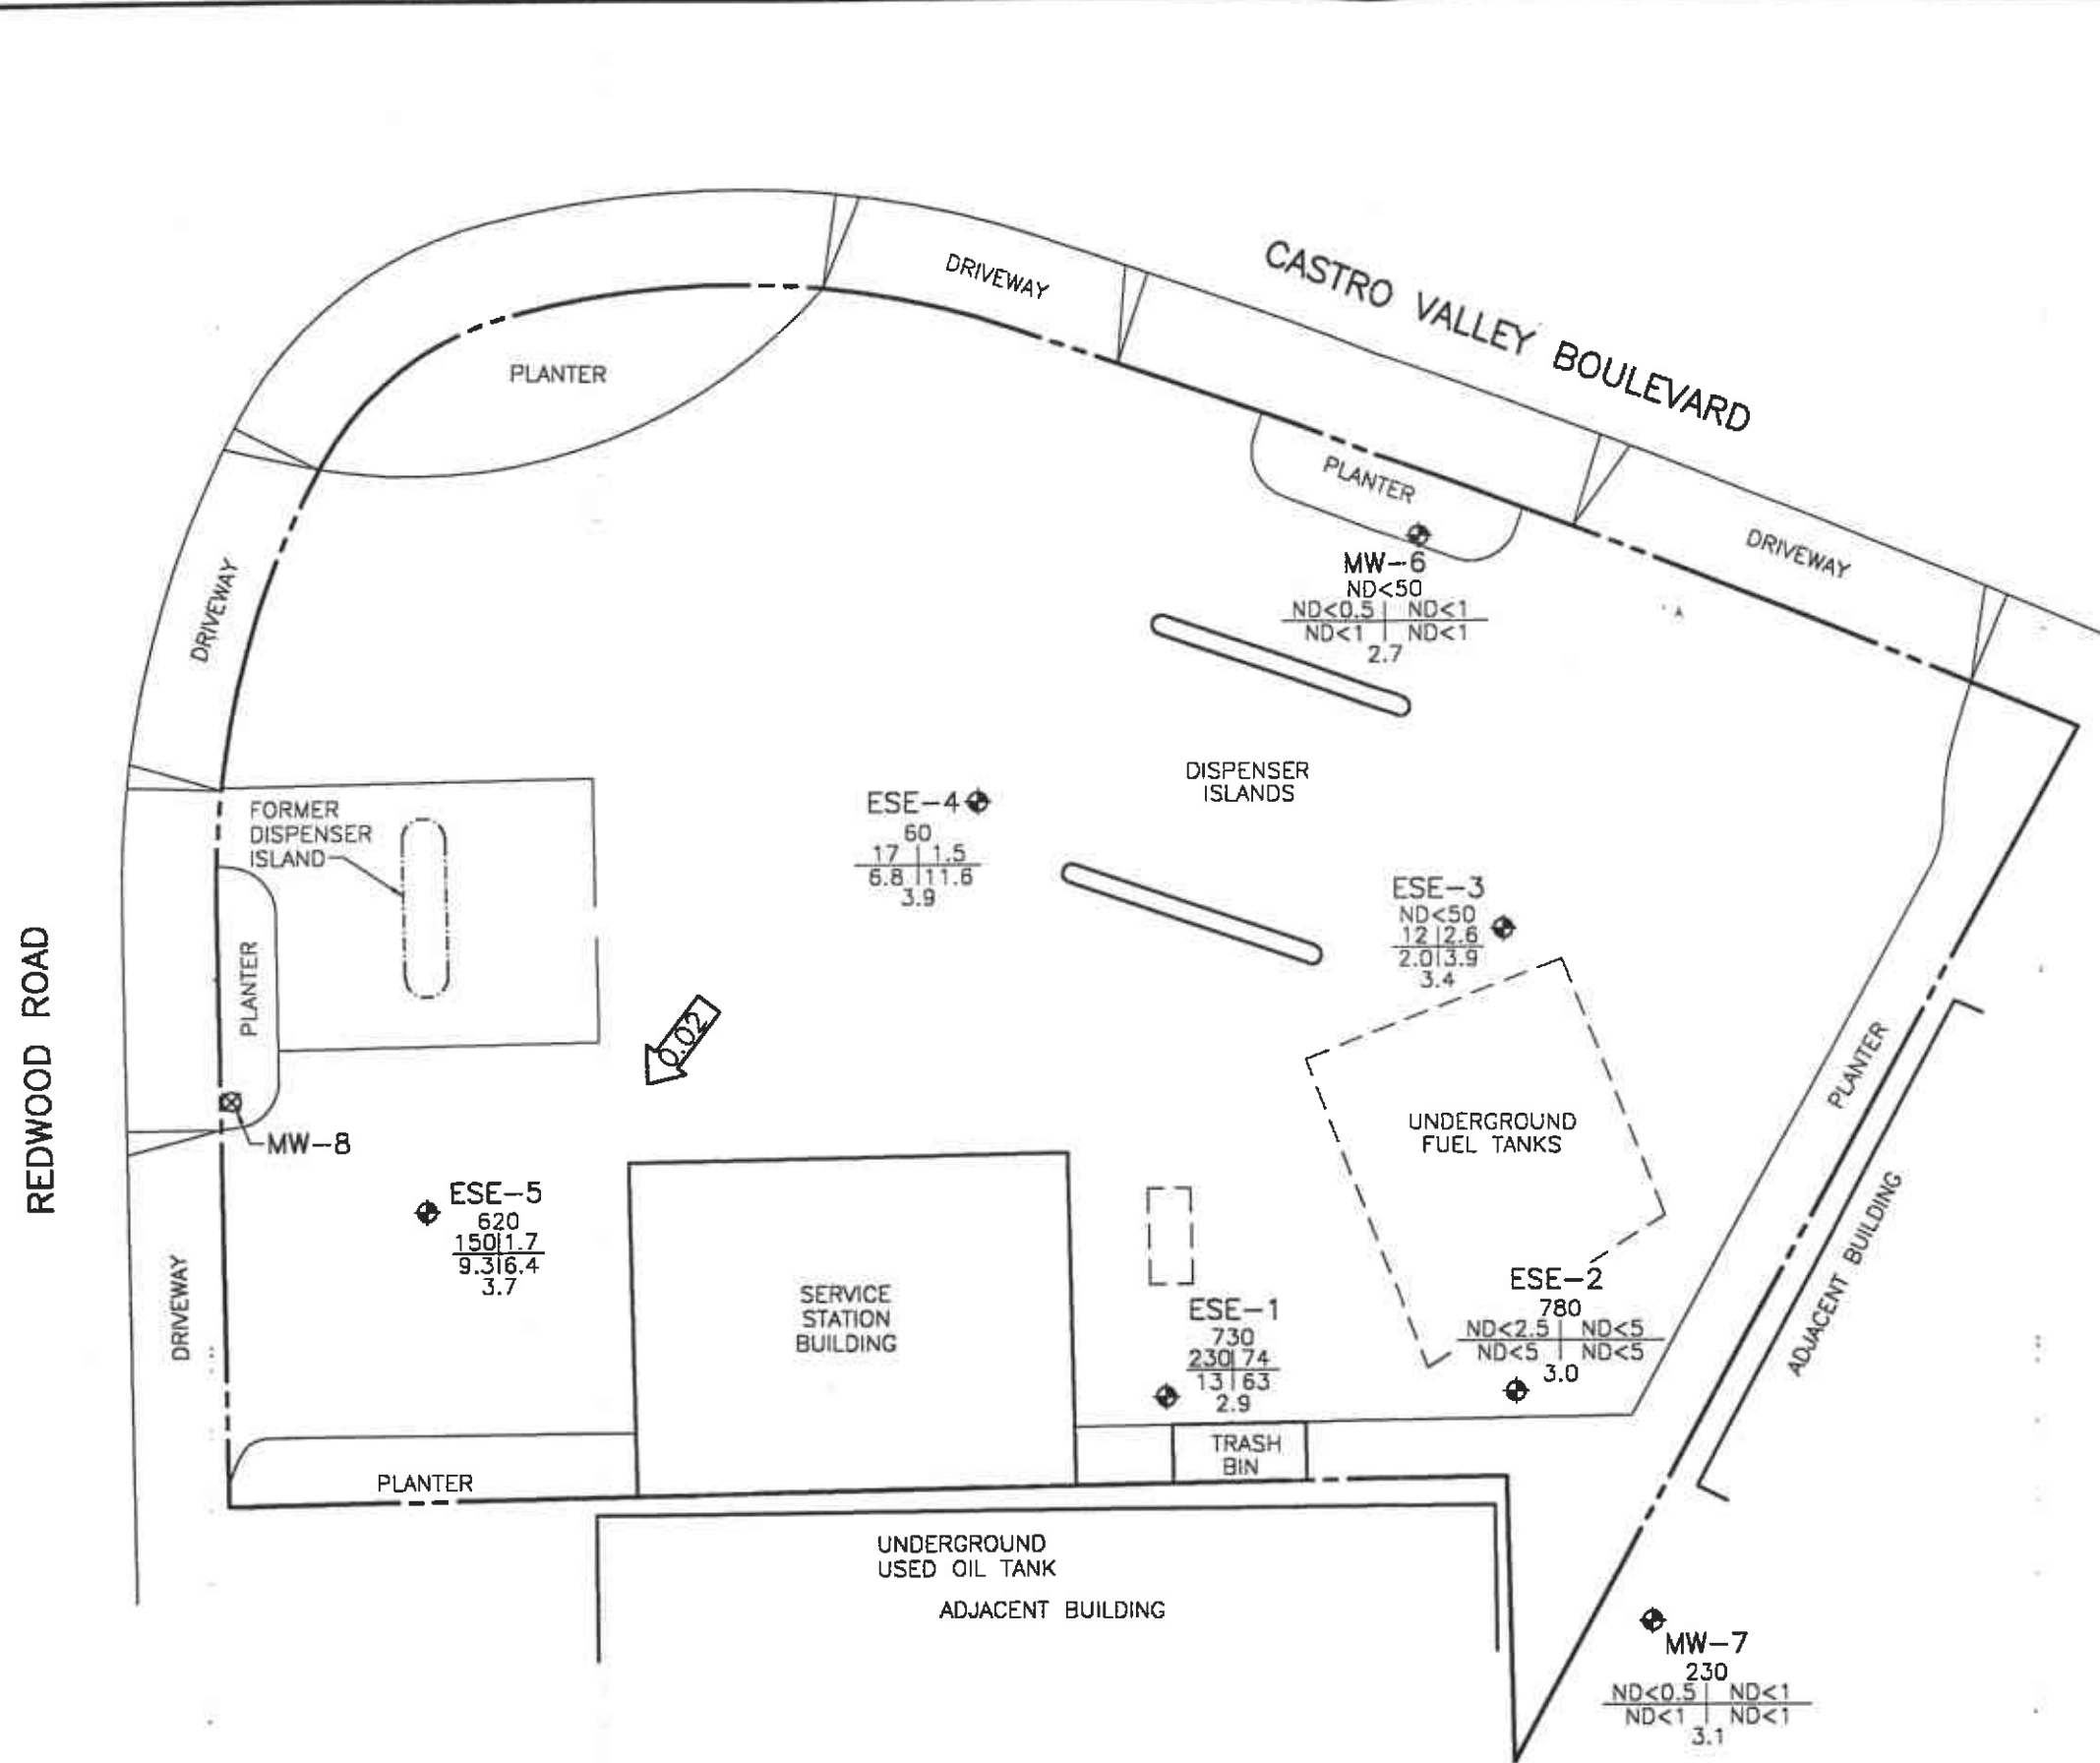 CASTRO VALLEY BOULEVARD
DRIVEWAY
PLANTER
PLANTER
DRIVEWAY
MW-6
ND<50
ND<0.5 | ND<1
ND<1 | ND<1
2.7
DRIVEWAY
DISPENSER
ISLANDS
FORMER
DISPENSER
ISLAND
ESE-4
60
17 | 1.5
6.8 | 11.6
3.9
ESE-3
ND<50
12 | 2.6
2.0 | 3.9
3.4
REDWOOD ROAD
PLANTER
0.02
PLANTER
MW-8
UNDERGROUND
FUEL TANKS
ESE-5
620
150 | 1.7
9.3 | 6.4
3.7
DRIVEWAY
SERVICE
STATION
BUILDING
ESE-1
730
230 | 74
13 | 63
2.9
ESE-2
780
ND<2.5 | ND<5
ND<5 | ND<5
3.0
ADJACENT BUILDING
TRASH
BIN
PLANTER
UNDERGROUND
USED OIL TANK
ADJACENT BUILDING
MW-7
230
ND<0.5 | ND<1
ND<1 | ND<1
3.1